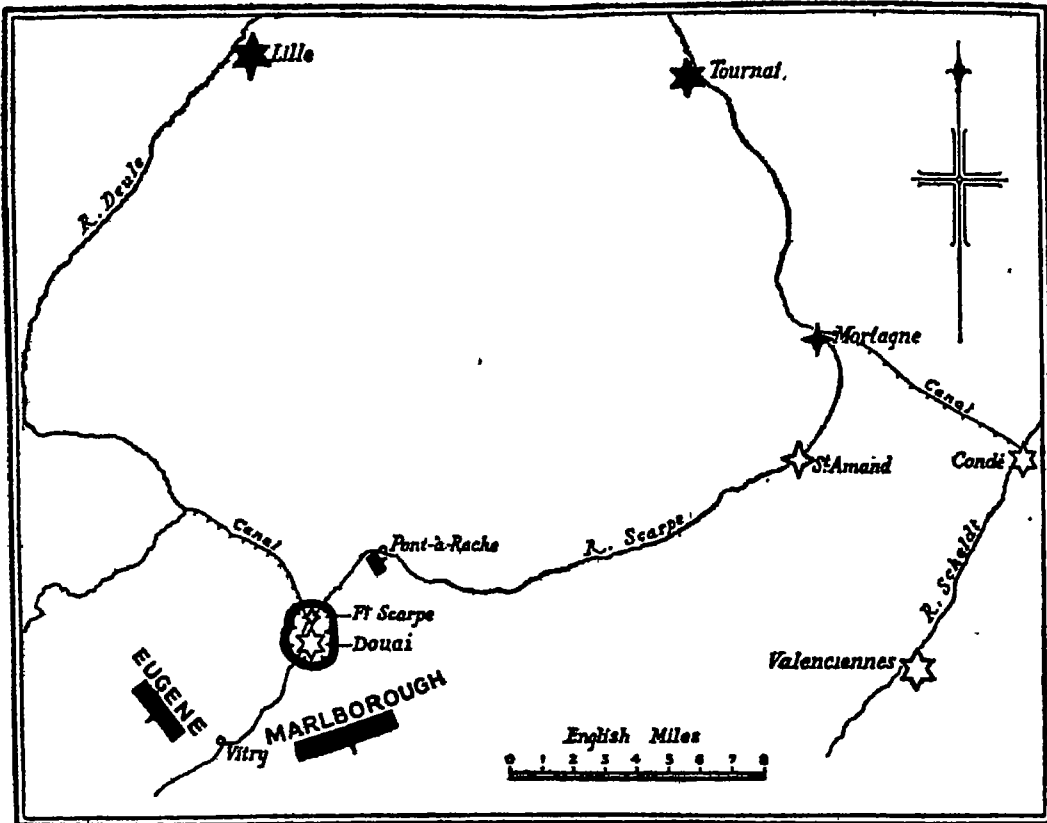 Lille
Tournai.
R. Deule
Mortagne
Canal
St. Amand
Condé
Canal
Pont-à-Rache
R. Scarpe
R. Scheldt
Ft Scarpe
Douai
Valenciennes
EUGENE
MARLBOROUGH
Vitry
English Miles
0 1 2 3 4 5 6 7 8